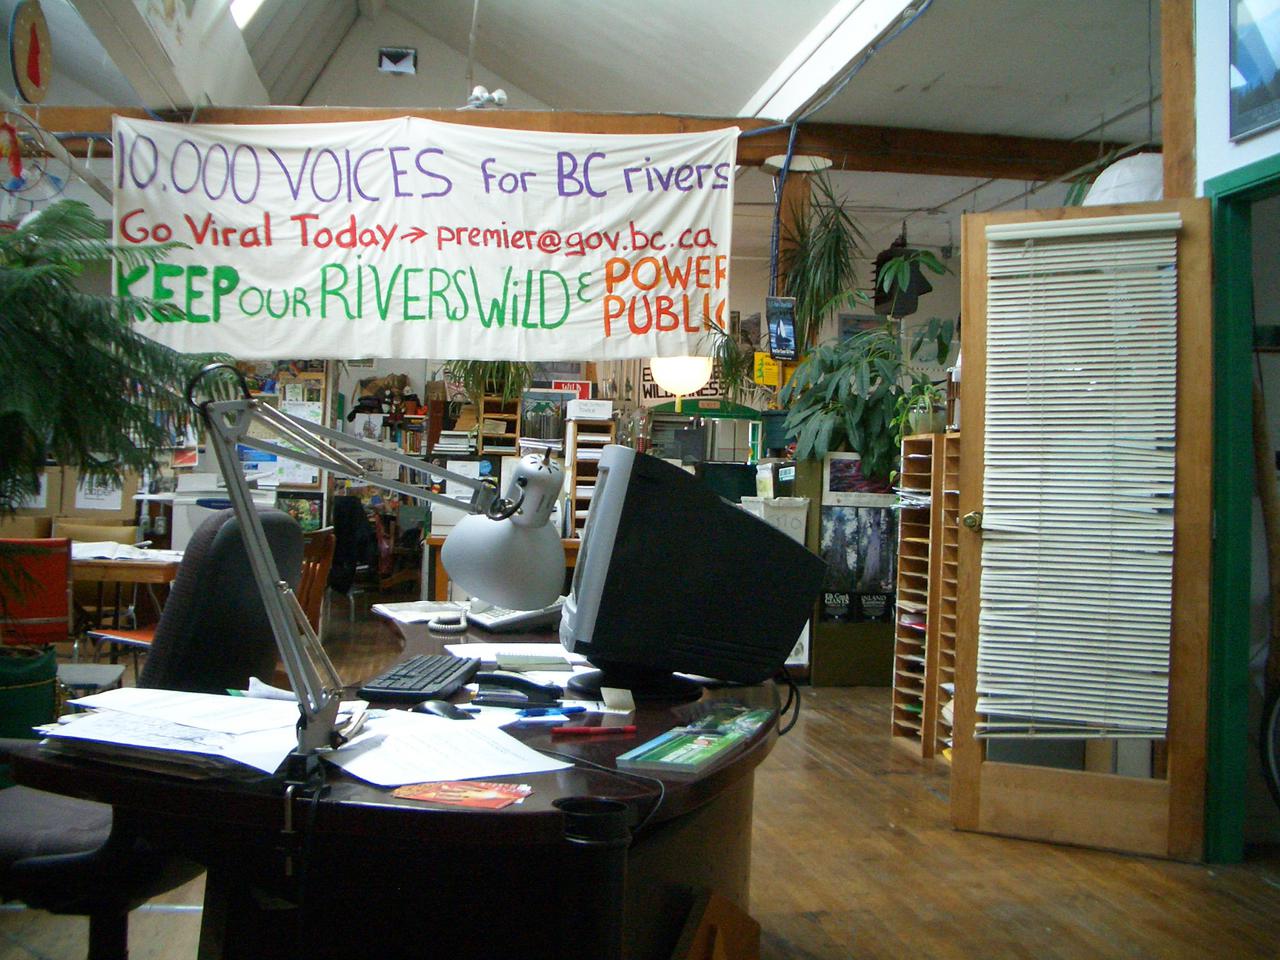 10.000 VOICES for BC rivers
Go Viral Today → premier@gov.bc.ca
KEEP OUR RiVERS WiLD & POWER
PUBLIC
WILDERNESS